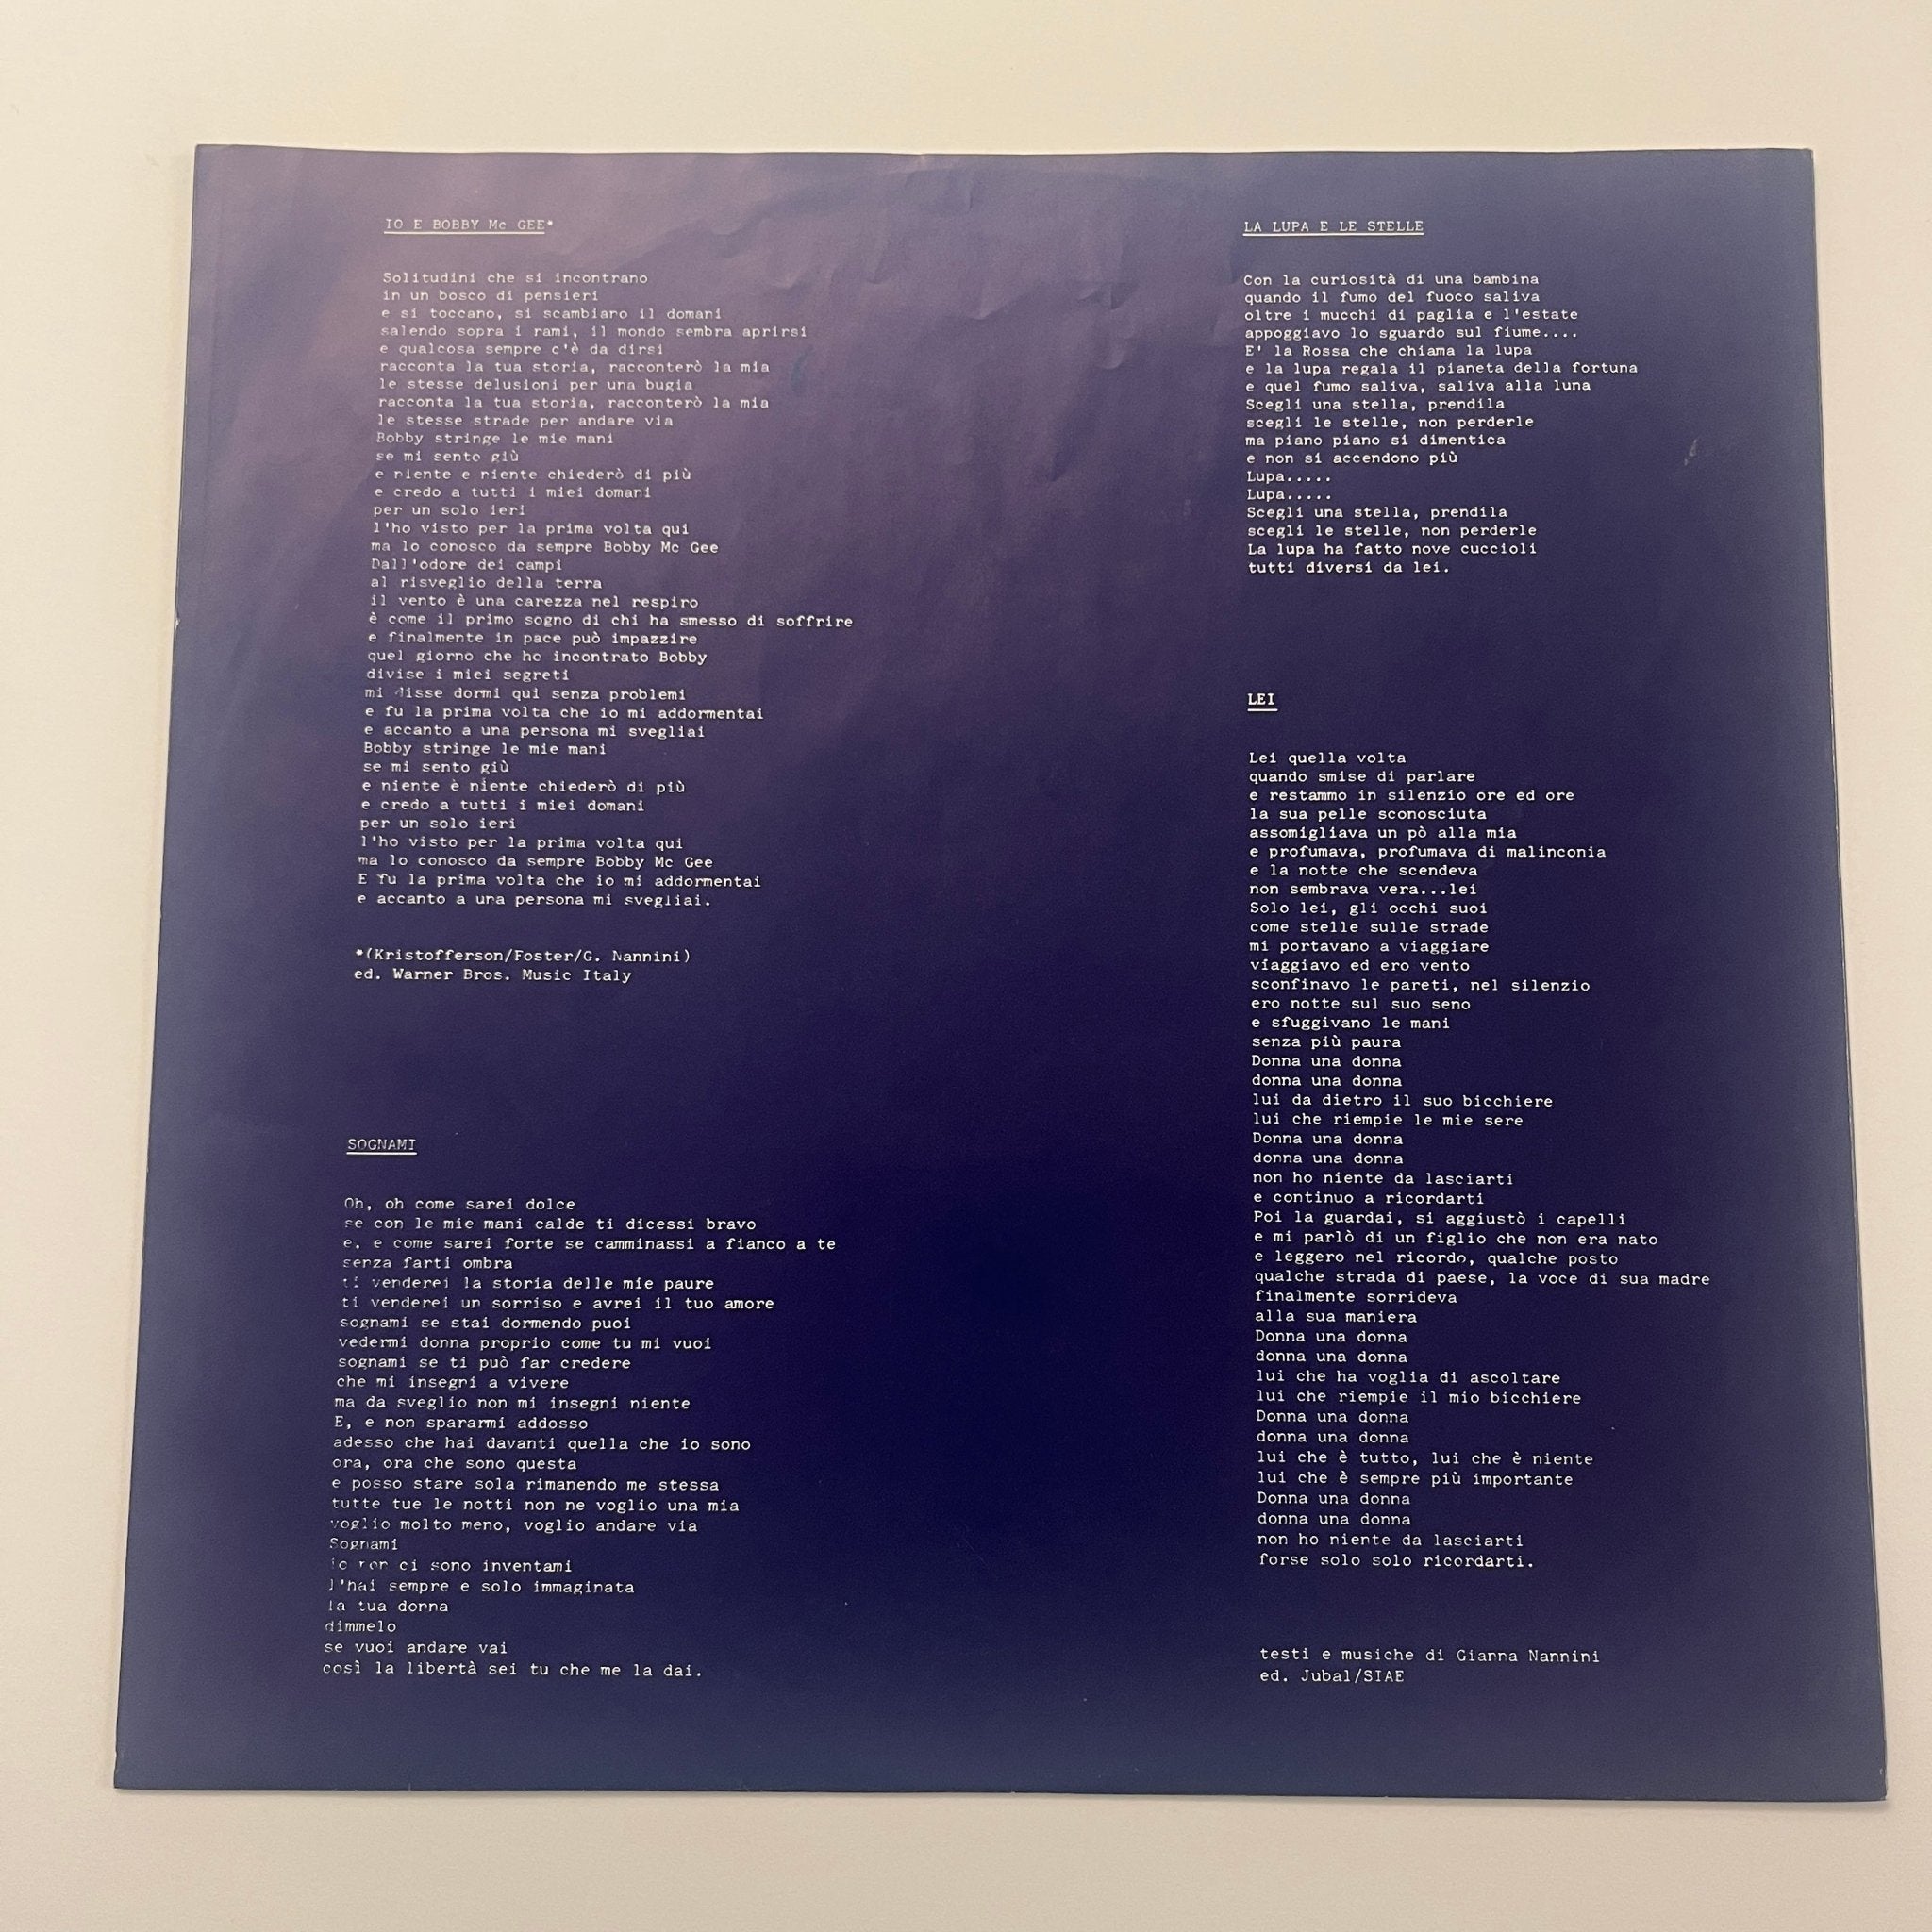 IO E BOBBY Mc GEE*
Solitudini che si incontrano
in un bosco di pensieri
e si toccano, si scambiaro il domani
salendo sopra i rami, il mondo sembra aprirsi
e qualcosa sempre c'è da dirsi
racconta la tua storia, racconterò la mia
le stesse delusioni per una bugia
racconta la tua storia, racconterò la mia
le stesse strade per andare via
Bobby stringe le mie mani
se mi sento giù
e niente e niente chiederò di più
e credo a tutti i miei domani
per un solo ieri
l'ho visto per la prima volta qui
ma lo conosco da sempre Bobby Mc Gee
Dall'odore dei campi
al risveglio della terra
il vento è una carezza nel respiro
è come il primo sogno di chi ha smesso di soffrire
e finalmente in pace può impazzire
quel giorno che ho incontrato Bobby
divise i miei segreti
mi disse dormi qui senza problemi
e fu la prima volta che io mi addormentai
e accanto a una persona mi svegliai
Bobby stringe le mie mani
se mi sento giù
e niente è niente chiederò di più
e credo a tutti i miei domani
per un solo ieri
l'ho visto per la prima volta qui
ma lo conosco da sempre Bobby Mc Gee
E fu la prima volta che io mi addormentai
e accanto a una persona mi svegliai.
*(Kristofferson/Foster/G. Nannini)
ed. Warner Bros. Music Italy
SOGNAMI
Oh, oh come sarei dolce
se con le mie mani calde ti dicessi bravo
e, e come sarei forte se camminassi a fianco a te
senza farti ombra
ti venderei la storia delle mie paure
ti venderei un sorriso e avrei il tuo amore
sognami se stai dormendo puoi
vedermi donna proprio come tu mi vuoi
sognami se ti può far credere
che mi insegni a vivere
ma da sveglio non mi insegni niente
E, e non spararmi addosso
adesso che hai davanti quella che io sono
ora, ora che sono questa
e posso stare sola rimanendo me stessa
tutte tue le notti non ne voglio una mia
voglio molto meno, voglio andare via
Sognami
io non ci sono inventami
l'hai sempre e solo immaginata
la tua donna
dimmelo
se vuoi andare vai
così la libertà sei tu che me la dai.
LA LUPA E LE STELLE
Con la curiosità di una bambina
quando il fumo del fuoco saliva
oltre i mucchi di paglia e l'estate
appoggiavo lo sguardo sul fiume....
E' la Rossa che chiama la lupa
e la lupa regala il pianeta della fortuna
e quel fumo saliva, saliva alla luna
Scegli una stella, prendila
scegli le stelle, non perderle
ma piano piano si dimentica
e non si accendono più
Lupa.....
Lupa.....
Scegli una stella, prendila
scegli le stelle, non perderle
La lupa ha fatto nove cuccioli
tutti diversi da lei.
LEI
Lei quella volta
quando smise di parlare
e restammo in silenzio ore ed ore
la sua pelle sconosciuta
assomigliava un pò alla mia
e profumava, profumava di malinconia
e la notte che scendeva
non sembrava vera...lei
Solo lei, gli occhi suoi
come stelle sulle strade
mi portavano a viaggiare
viaggiavo ed ero vento
sconfinavo le pareti, nel silenzio
ero notte sul suo seno
e sfuggivano le mani
senza più paura
Donna una donna
donna una donna
lui da dietro il suo bicchiere
lui che riempie le mie sere
Donna una donna
donna una donna
non ho niente da lasciarti
e continuo a ricordarti
Poi la guardai, si aggiustò i capelli
e mi parlò di un figlio che non era nato
e leggero nel ricordo, qualche posto
qualche strada di paese, la voce di sua madre
finalmente sorrideva
alla sua maniera
Donna una donna
donna una donna
lui che ha voglia di ascoltare
lui che riempie il mio bicchiere
Donna una donna
donna una donna
lui che è tutto, lui che è niente
lui che è sempre più importante
Donna una donna
donna una donna
non ho niente da lasciarti
forse solo solo ricordarti.
testi e musiche di Gianna Nannini
ed. Jubal/SIAE